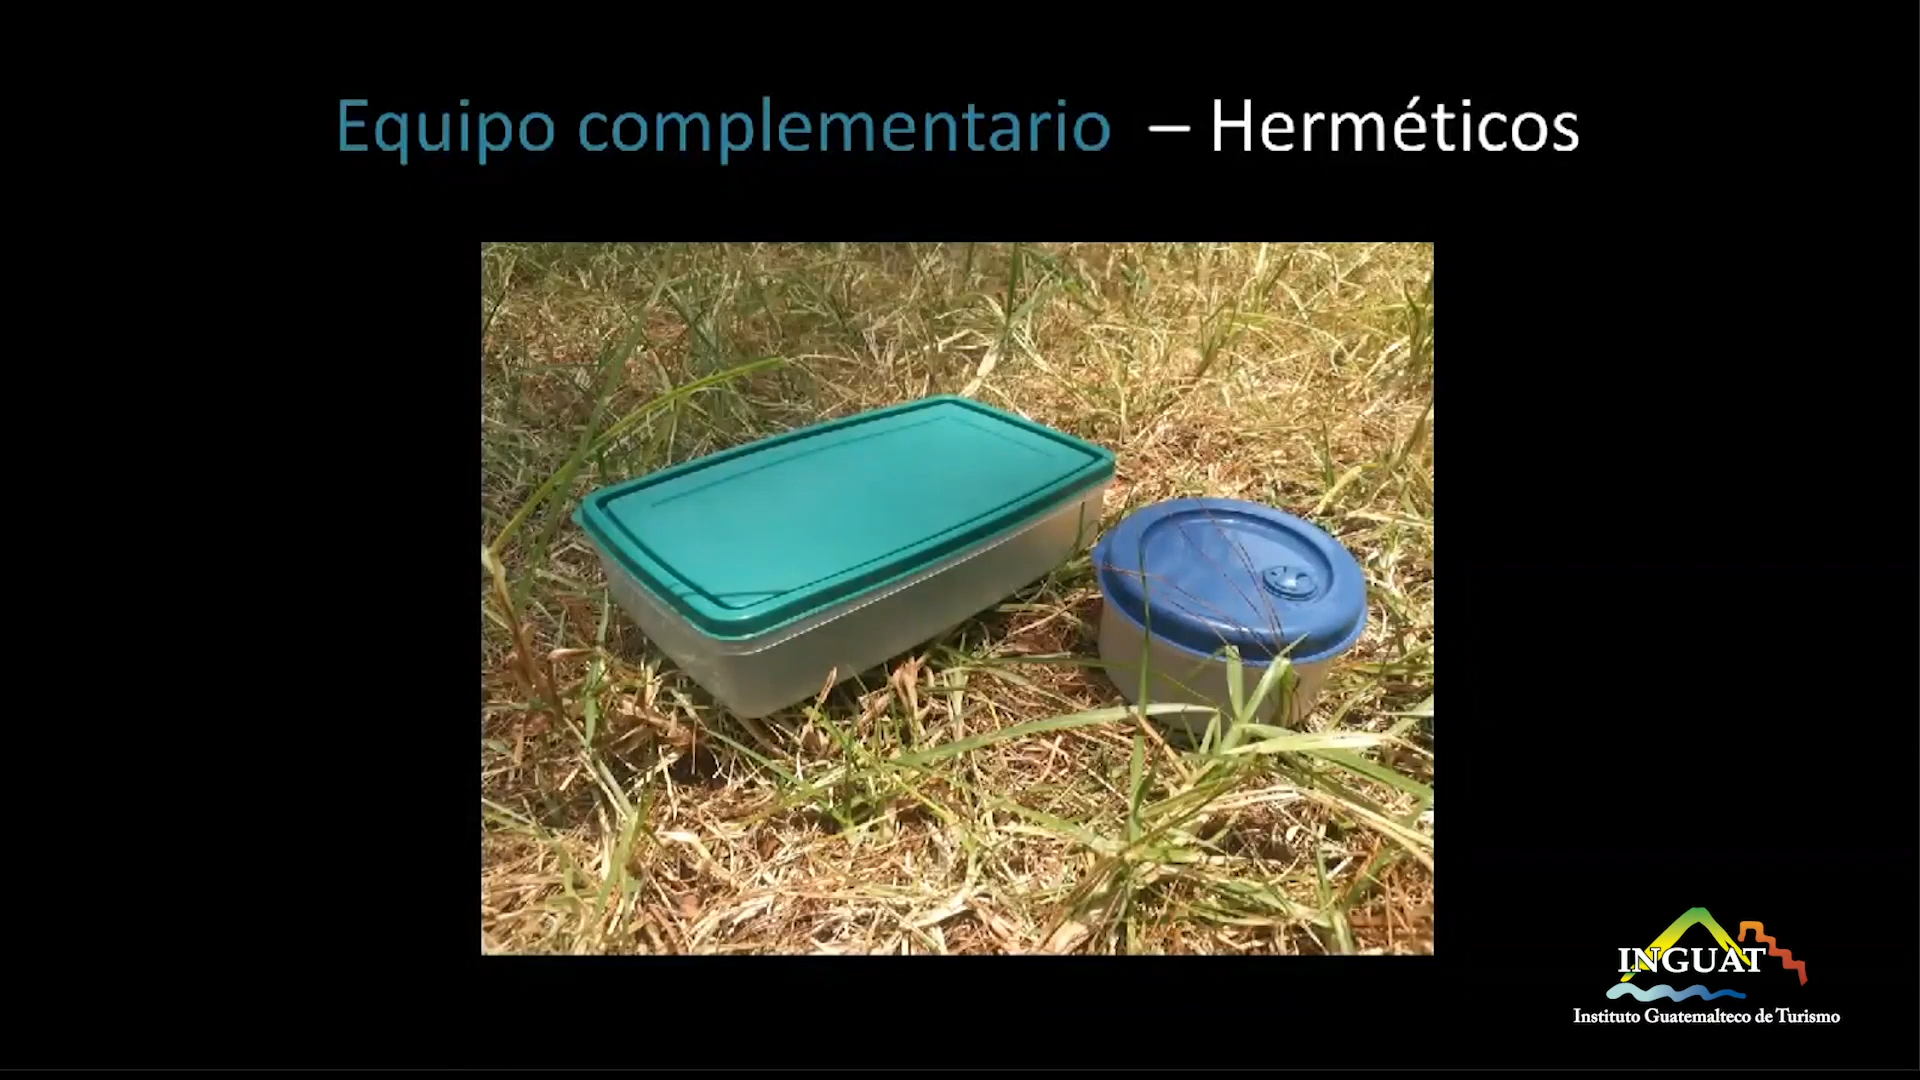 Equipo complementario – Herméticos
INGUAT
Instituto Guatemalteco de Turismo